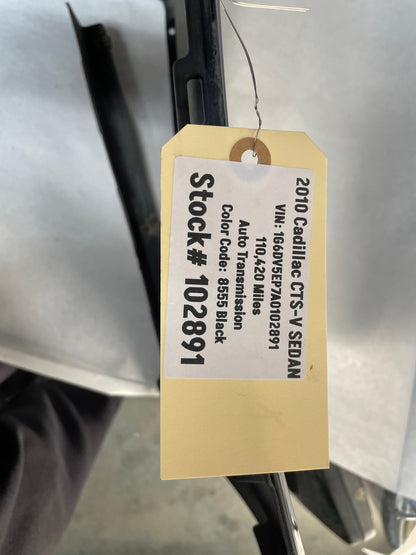 2010 Cadillac CTS-V SEDAN
VIN: 1G6DV5EP7A0102891
110,420 Miles
Auto Transmission
Color Code: 8555 Black
Stock# 102891